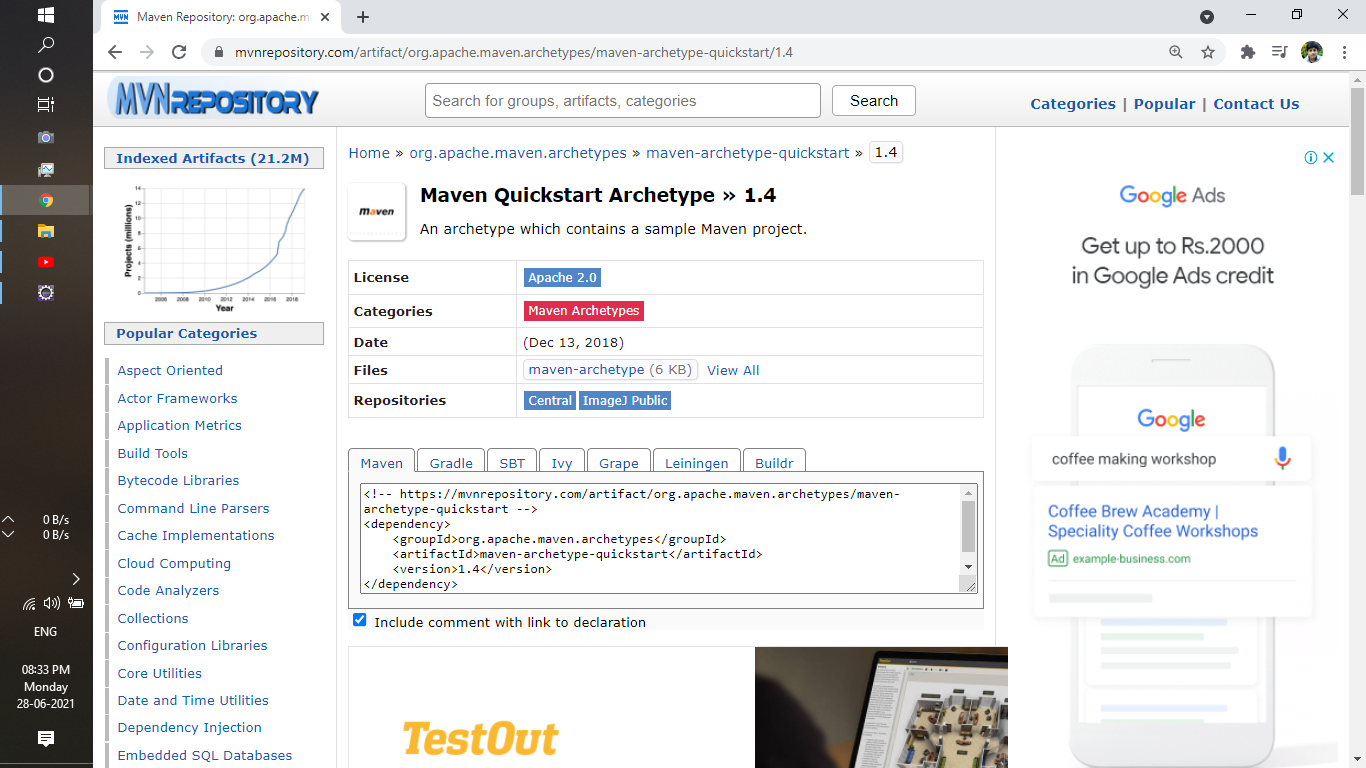 Maven Repository: org.apache.m
mvnrepository.com/artifact/org.apache.maven.archetypes/maven-archetype-quickstart/1.4
MVNREPOSITORY
Search for groups, artifacts, categories
Search
Categories | Popular | Contact Us
Indexed Artifacts (21.2M)
Projects (millions)
14
12
10
8
6
4
2
0
2006 2008 2010 2012 2014 2016 2018
Year
Popular Categories
Aspect Oriented
Actor Frameworks
Application Metrics
Build Tools
Bytecode Libraries
Command Line Parsers
Cache Implementations
Cloud Computing
Code Analyzers
Collections
Configuration Libraries
Core Utilities
Date and Time Utilities
Dependency Injection
Embedded SQL Databases
Home » org.apache.maven.archetypes » maven-archetype-quickstart » 1.4
maven
Maven Quickstart Archetype » 1.4
An archetype which contains a sample Maven project.
License Apache 2.0
Categories Maven Archetypes
Date (Dec 13, 2018)
Files maven-archetype (6 KB) View All
Repositories Central ImageJ Public
Maven Gradle SBT Ivy Grape Leiningen Buildr
<!-- https://mvnrepository.com/artifact/org.apache.maven.archetypes/maven-
archetype-quickstart -->
<dependency>
    <groupId>org.apache.maven.archetypes</groupId>
    <artifactId>maven-archetype-quickstart</artifactId>
    <version>1.4</version>
</dependency>
Include comment with link to declaration
TestOut
Google Ads
Get up to Rs.2000
in Google Ads credit
Google
coffee making workshop
Coffee Brew Academy |
Speciality Coffee Workshops
Ad example-business.com
0 B/s
0 B/s
ENG
08:33 PM
Monday
28-06-2021